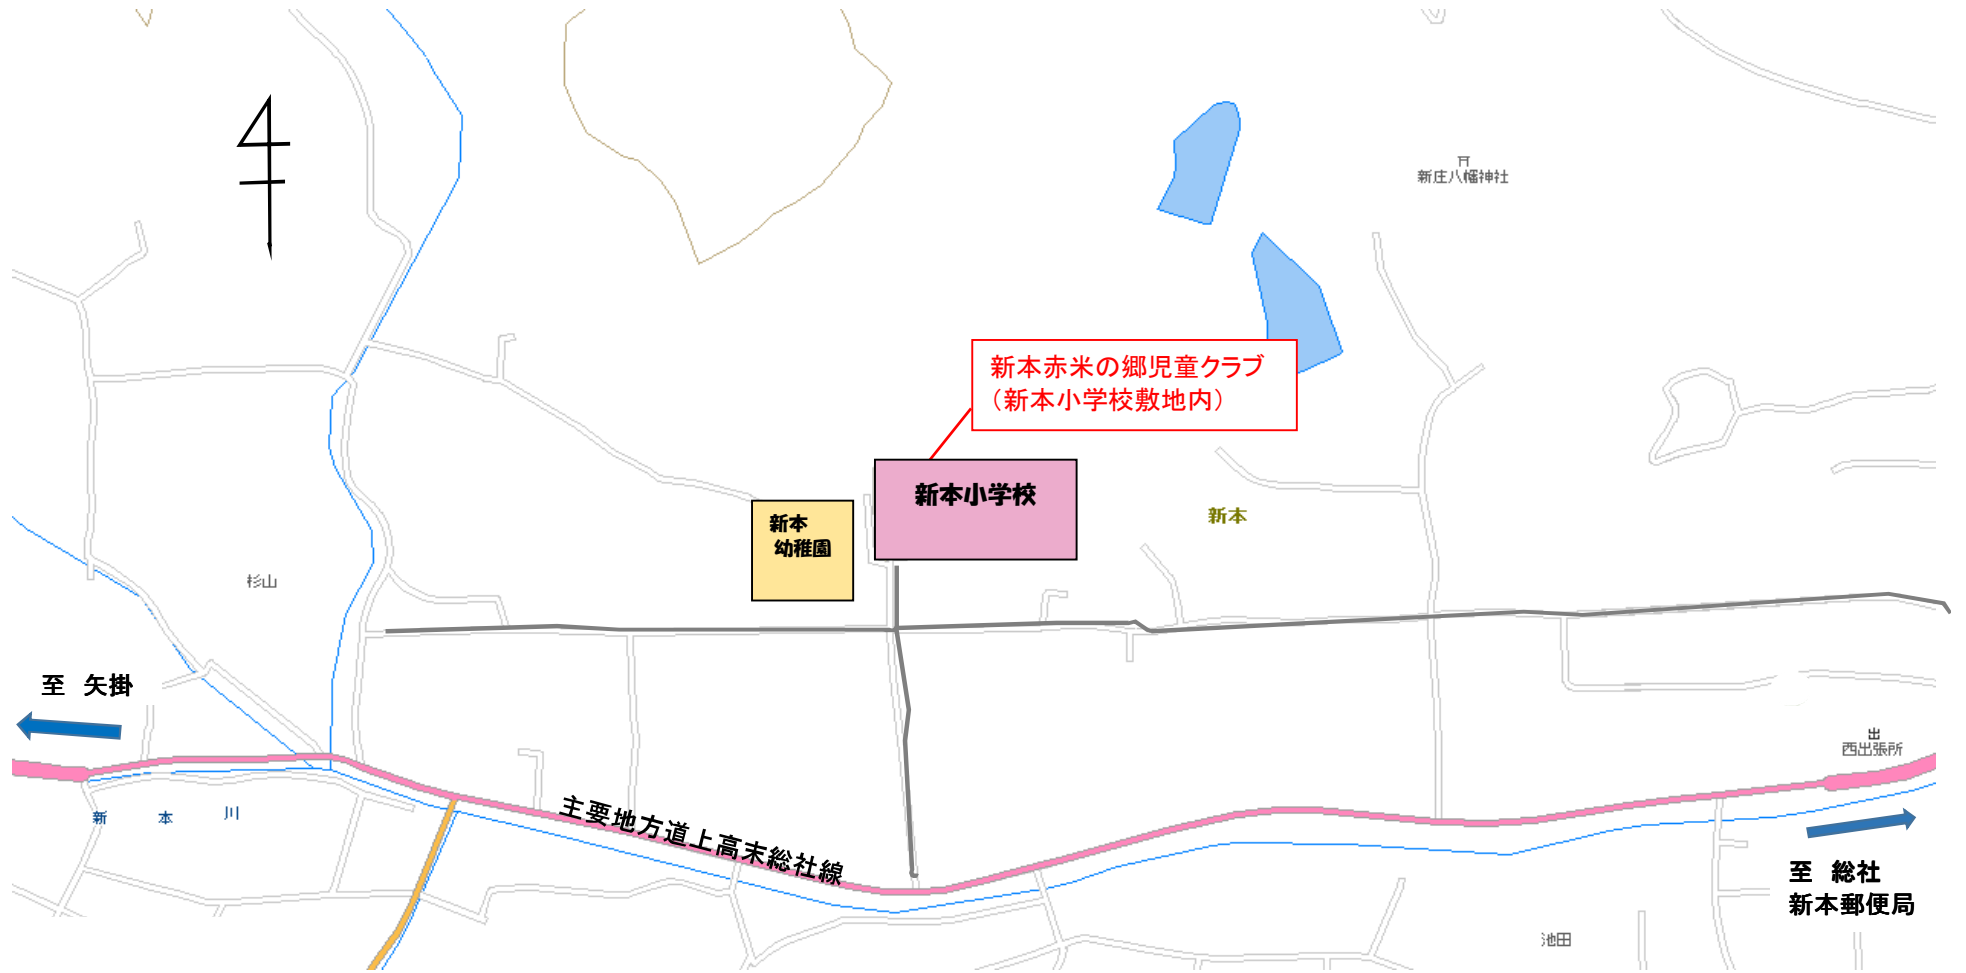 新庄八幡神社
新本赤米の郷児童クラブ
（新本小学校敷地内）
新本小学校
新本
幼稚園
新本
杉山
至　矢掛
出
西出張所
新　本　川
主要地方道上高末総社線
至　総社
新本郵便局
池田